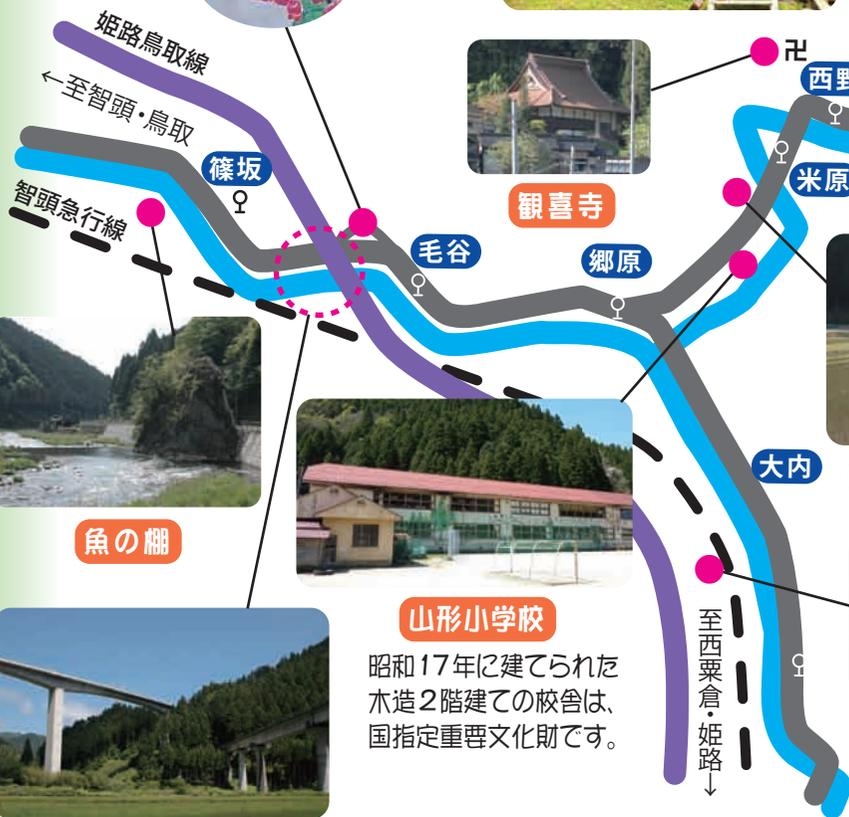 姫路鳥取線
卍
西野
←至智頭・鳥取
篠坂
米原
観喜寺
智頭急行線
毛谷
郷原
大内
魚の棚
山形小学校
昭和17年に建てられた
木造2階建ての校舎は、
国指定重要文化財です。
至西粟倉・姫路→